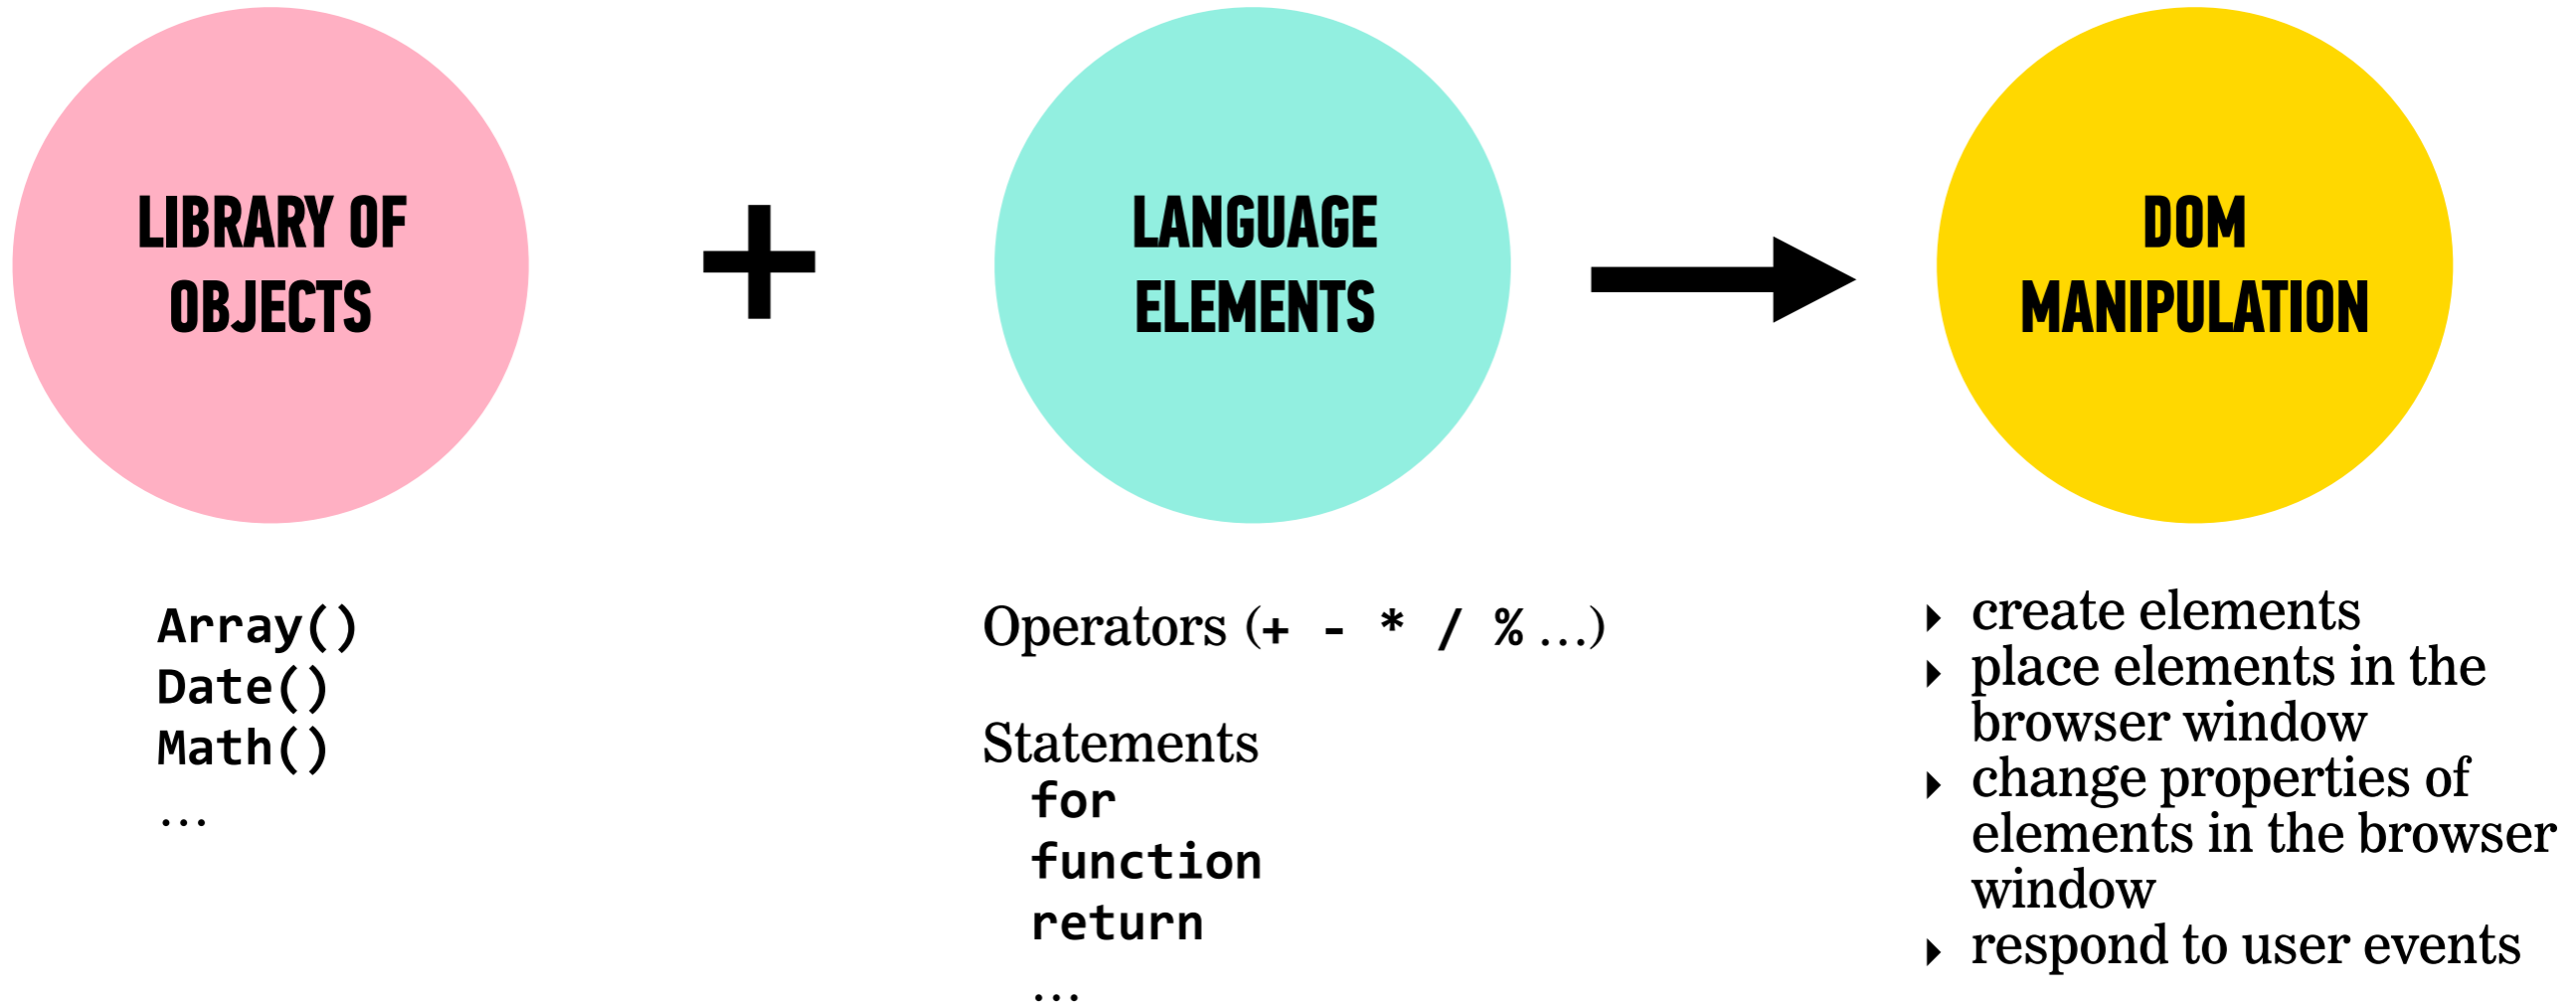 LIBRARY OF
OBJECTS
+
LANGUAGE
ELEMENTS
DOM
MANIPULATION
Array()
Date()
Math()
...
Operators (+ - * / % ...)
Statements
for
function
return
...
‣ create elements
‣ place elements in the
browser window
‣ change properties of
elements in the browser
window
‣ respond to user events